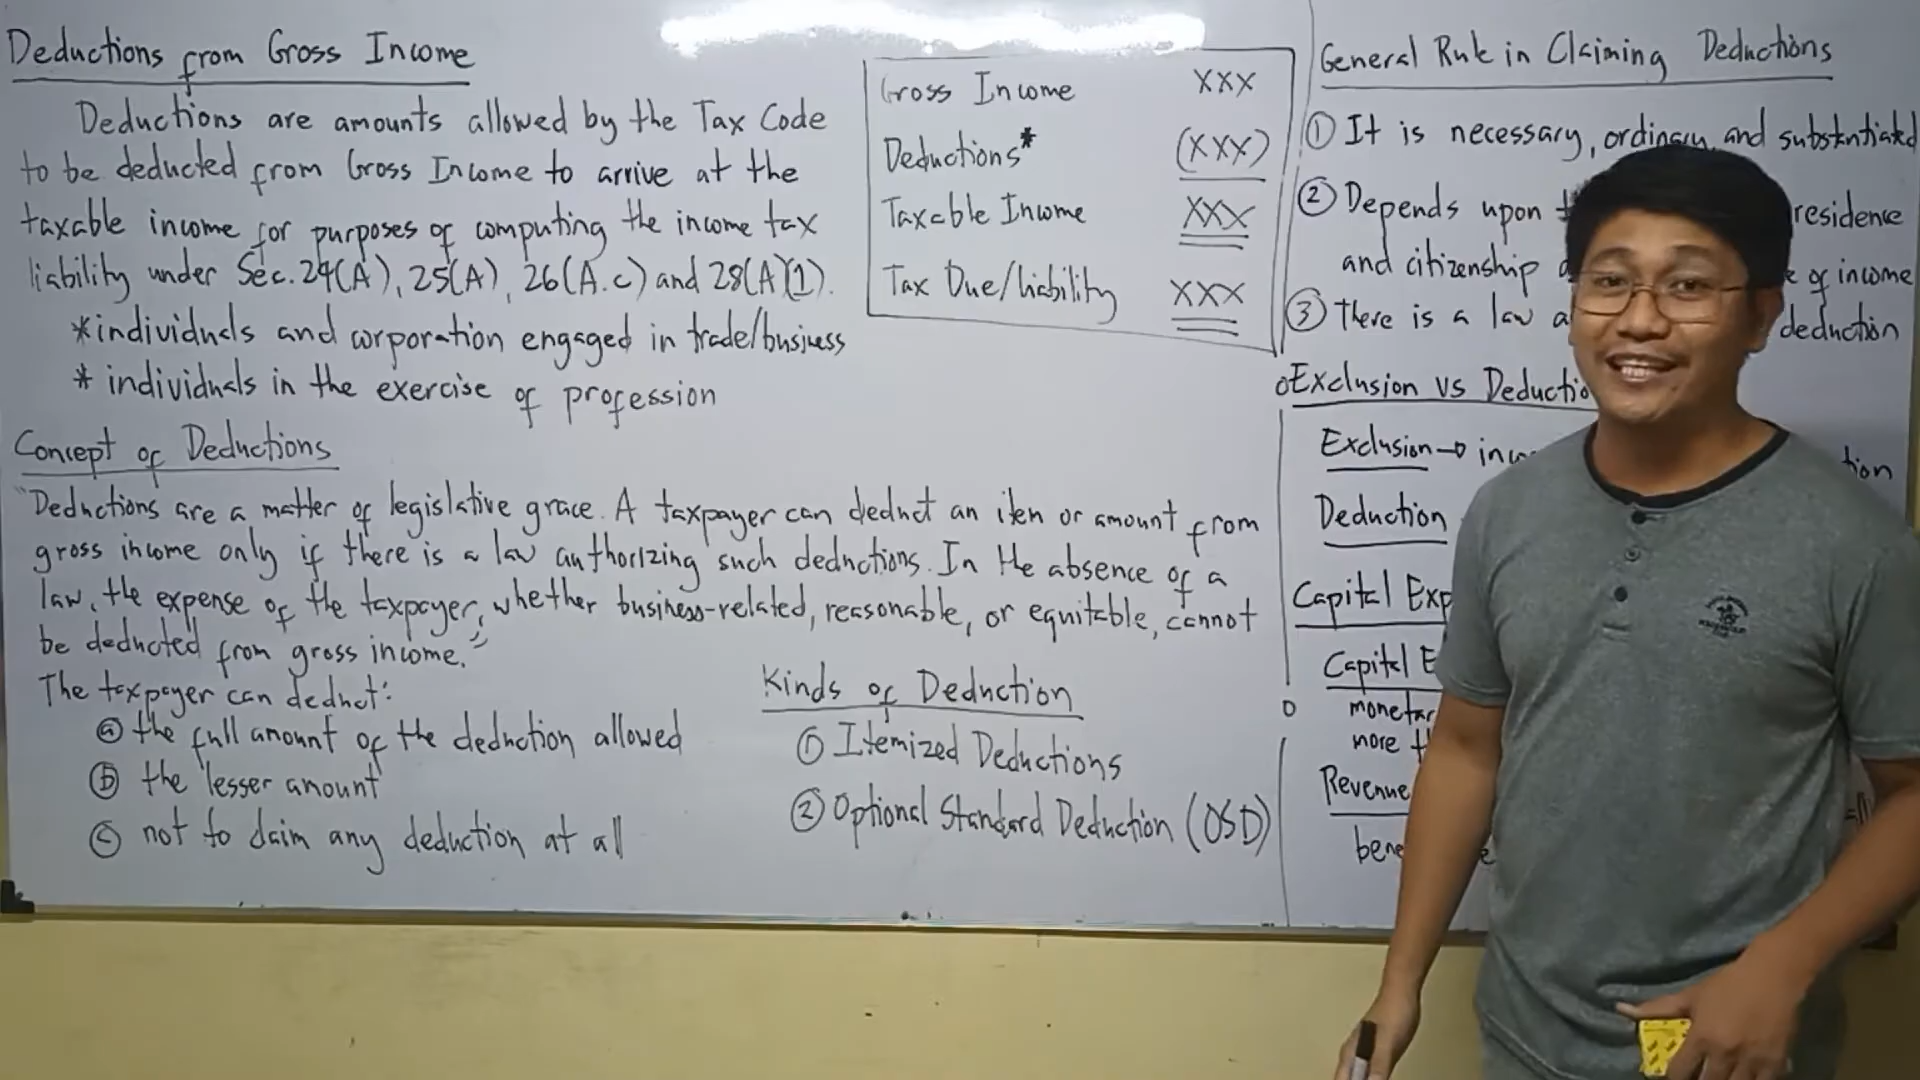 Deductions from Gross Income
Deductions are amounts allowed by the Tax Code
to be deducted from Gross Income to arrive at the
taxable income for purposes of computing the income tax
liability under Sec. 24(A), 25(A), 26(A.c) and 28(A)(1).
*individuals and corporation engaged in trade/business
* individuals in the exercise of profession
Concept of Deductions
"Deductions are a matter of legislative grace. A taxpayer can deduct an item or amount from
gross income only if there is a law authorizing such deductions. In the absence of a
law, the expense of the taxpayer, whether business-related, reasonable, or equitable, cannot
be deducted from gross income."
The taxpayer can deduct:
ⓐ the full amount of the deduction allowed
ⓑ the lesser amount
ⓒ not to claim any deduction at all
Gross Income XXX
Deductions* (XXX)
Taxable Income XXX
Tax Due/liability XXX
Kinds of Deduction
① Itemized Deductions
② Optional Standard Deduction (OSD)
General Rule in Claiming Deductions
① It is necessary, ordinary, and substantiated
② Depends upon residence
and citizenship of income
③ There is a law deduction
Exclusion vs Deductio
Exclusion → tion
Deduction
Capital Exp
Capital E
monetar
more
Revenue
bene